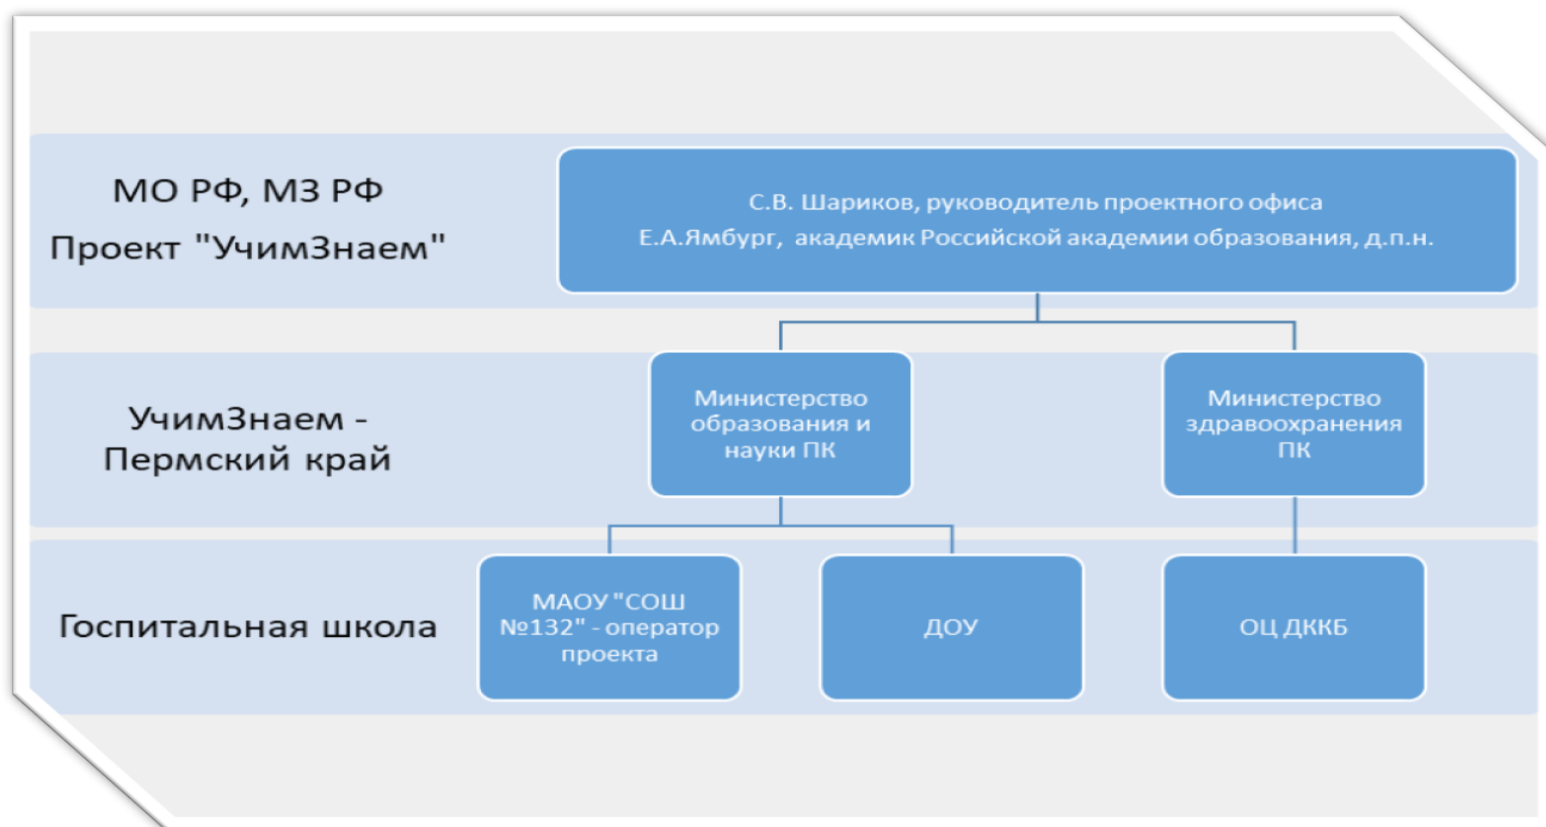 МО РФ, МЗ РФ
Проект "УчимЗнаем"
С.В. Шариков, руководитель проектного офиса
Е.А.Ямбург, академик Российской академии образования, д.п.н.
УчимЗнаем -
Пермский край
Министерство
образования и
науки ПК
Министерство
здравоохранения
ПК
Госпитальная школа
МАОУ "СОШ
№132" - оператор
проекта
ДОУ
ОЦ ДККБ